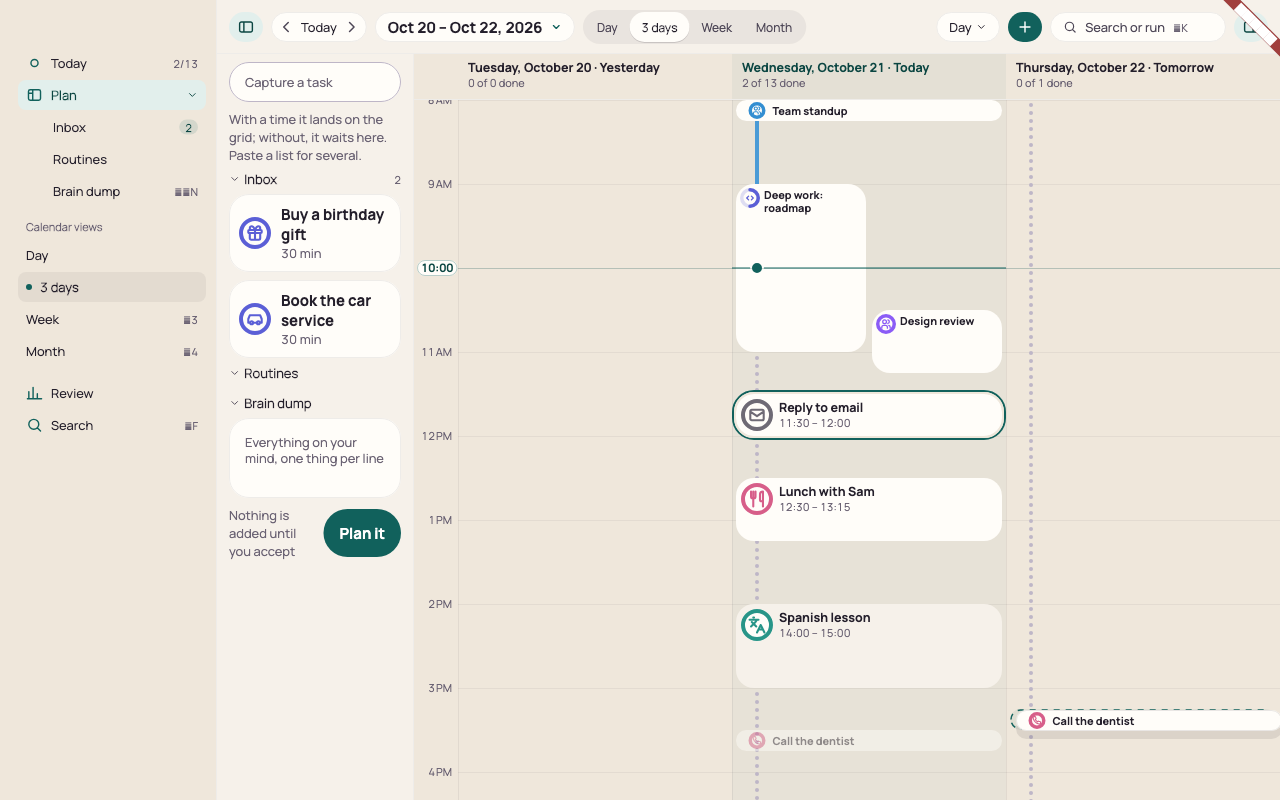 Today
2/13
Plan
Inbox
2
Routines
Brain dump
N
Calendar views
Day
3 days
Week
3
Month
4
Review
Search
F
Today
Oct 20 – Oct 22, 2026
Day
3 days
Week
Month
Day
Search or run
K
Capture a task
With a time it lands on the
grid; without, it waits here.
Paste a list for several.
Inbox
2
Buy a birthday
gift
30 min
Book the car
service
30 min
Routines
Brain dump
Everything on your
mind, one thing per line
Nothing is
added until
you accept
Plan it
Tuesday, October 20 · Yesterday
0 of 0 done
Wednesday, October 21 · Today
2 of 13 done
Thursday, October 22 · Tomorrow
0 of 1 done
8 AM
Team standup
9 AM
Deep work:
roadmap
10:00
Design review
11 AM
Reply to email
11:30 – 12:00
12 PM
Lunch with Sam
12:30 – 13:15
1 PM
2 PM
Spanish lesson
14:00 – 15:00
3 PM
Call the dentist
Call the dentist
4 PM